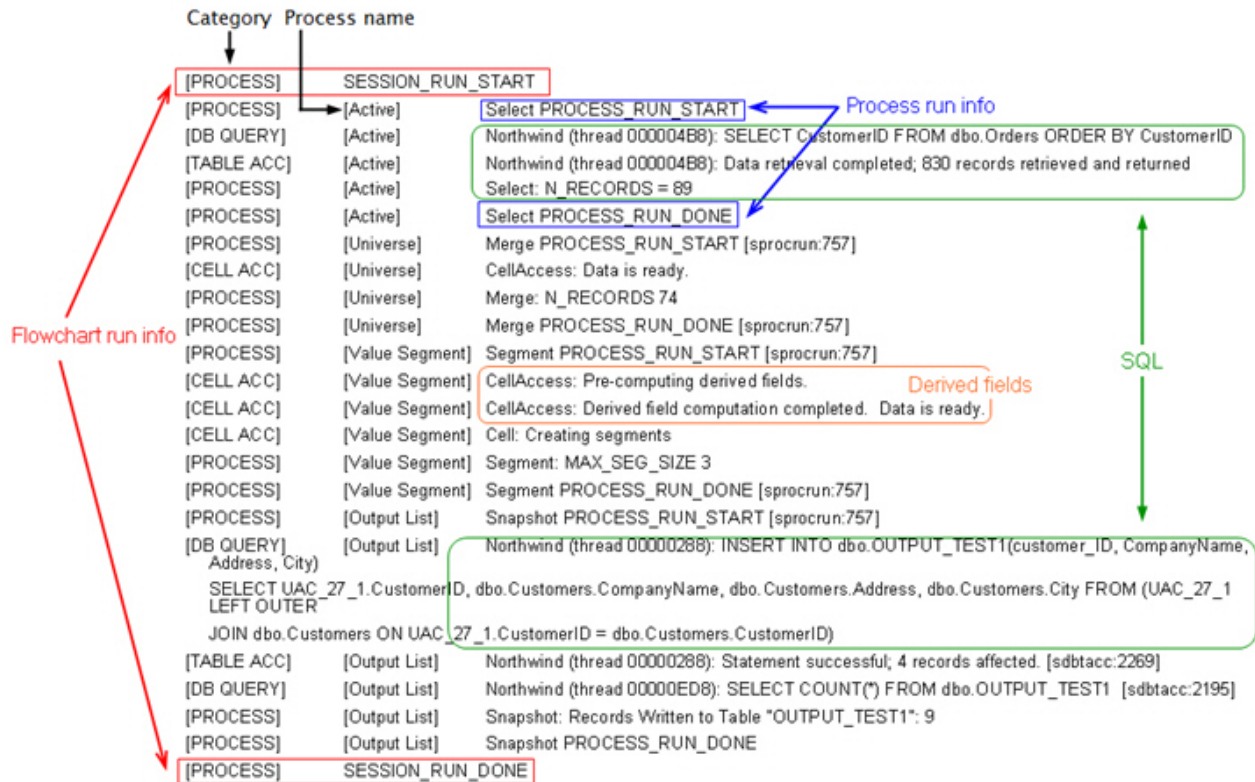 Category Process name
[PROCESS] SESSION_RUN_START
[PROCESS] [Active] Select PROCESS_RUN_START Process run info
[DB QUERY] [Active] Northwind (thread 000004B8): SELECT CustomerID FROM dbo.Orders ORDER BY CustomerID
[TABLE ACC] [Active] Northwind (thread 000004B8): Data retrieval completed; 830 records retrieved and returned
[PROCESS] [Active] Select: N_RECORDS = 89
[PROCESS] [Active] Select PROCESS_RUN_DONE
[PROCESS] [Universe] Merge PROCESS_RUN_START [sprocrun:757]
[CELL ACC] [Universe] CellAccess: Data is ready.
[PROCESS] [Universe] Merge: N_RECORDS 74
[PROCESS] [Universe] Merge PROCESS_RUN_DONE [sprocrun:757]
Flowchart run info
[PROCESS] [Value Segment] Segment PROCESS_RUN_START [sprocrun:757]
SQL
[CELL ACC] [Value Segment] CellAccess: Pre-computing derived fields. Derived fields
[CELL ACC] [Value Segment] CellAccess: Derived field computation completed. Data is ready.
[CELL ACC] [Value Segment] Cell: Creating segments
[PROCESS] [Value Segment] Segment: MAX_SEG_SIZE 3
[PROCESS] [Value Segment] Segment PROCESS_RUN_DONE [sprocrun:757]
[PROCESS] [Output List] Snapshot PROCESS_RUN_START [sprocrun:757]
[DB QUERY] [Output List] Northwind (thread 00000288): INSERT INTO dbo.OUTPUT_TEST1(customer_ID, CompanyName,
Address, City)
SELECT UAC_27_1.CustomerID, dbo.Customers.CompanyName, dbo.Customers.Address, dbo.Customers.City FROM (UAC_27_1
LEFT OUTER
JOIN dbo.Customers ON UAC_27_1.CustomerID = dbo.Customers.CustomerID)
[TABLE ACC] [Output List] Northwind (thread 00000288): Statement successful; 4 records affected. [sdbtacc:2269]
[DB QUERY] [Output List] Northwind (thread 00000ED8): SELECT COUNT(*) FROM dbo.OUTPUT_TEST1 [sdbtacc:2195]
[PROCESS] [Output List] Snapshot: Records Written to Table "OUTPUT_TEST1": 9
[PROCESS] [Output List] Snapshot PROCESS_RUN_DONE
[PROCESS] SESSION_RUN_DONE